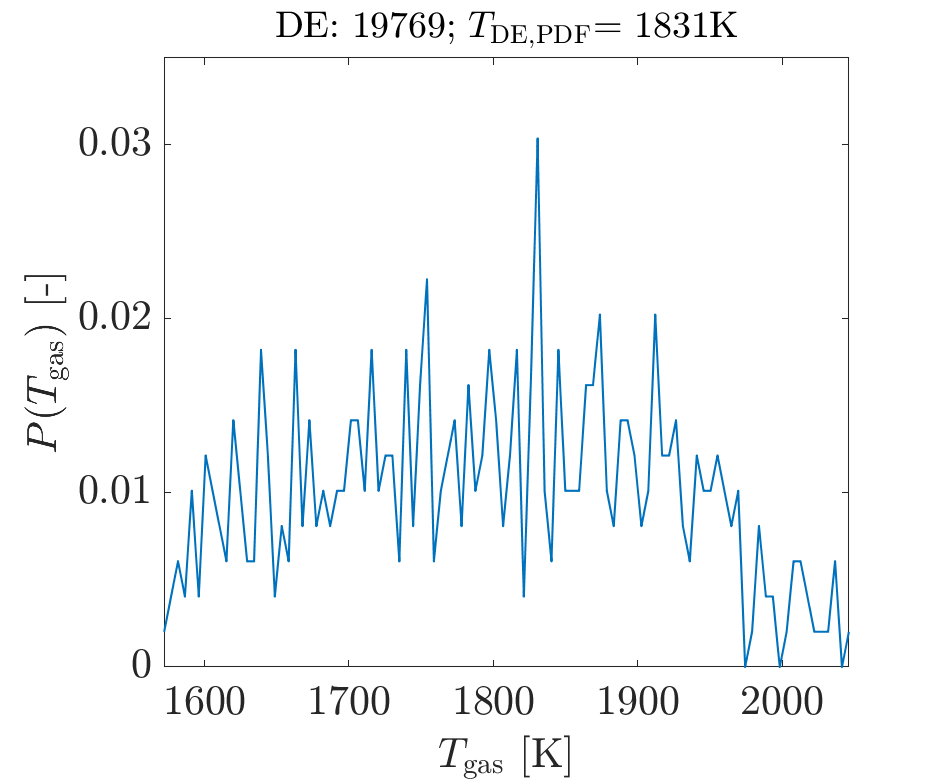 DE: 19769; T_DE,PDF= 1831K
0.03
0.02
0.01
0
P(T_gas) [-]
1600 1700 1800 1900 2000
T_gas [K]